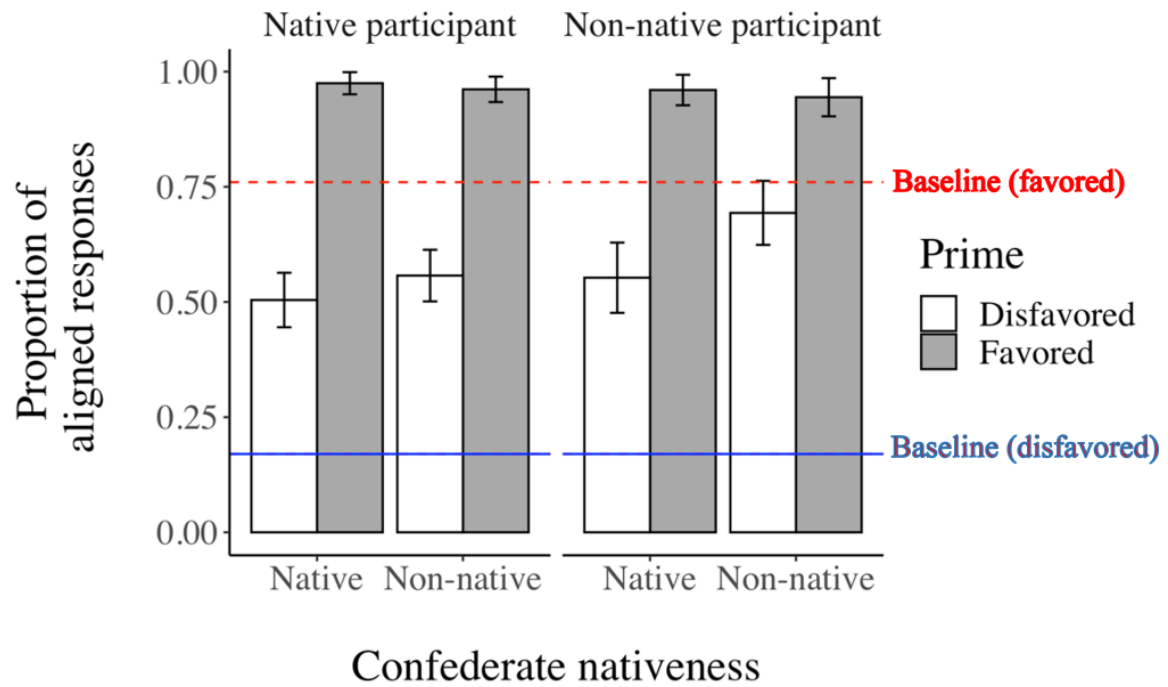 Native participant
Non-native participant
Proportion of
aligned responses
1.00
0.75
0.50
0.25
0.00
Baseline (favored)
Prime
Disfavored
Favored
Baseline (disfavored)
Native
Non-native
Native
Non-native
Confederate nativeness